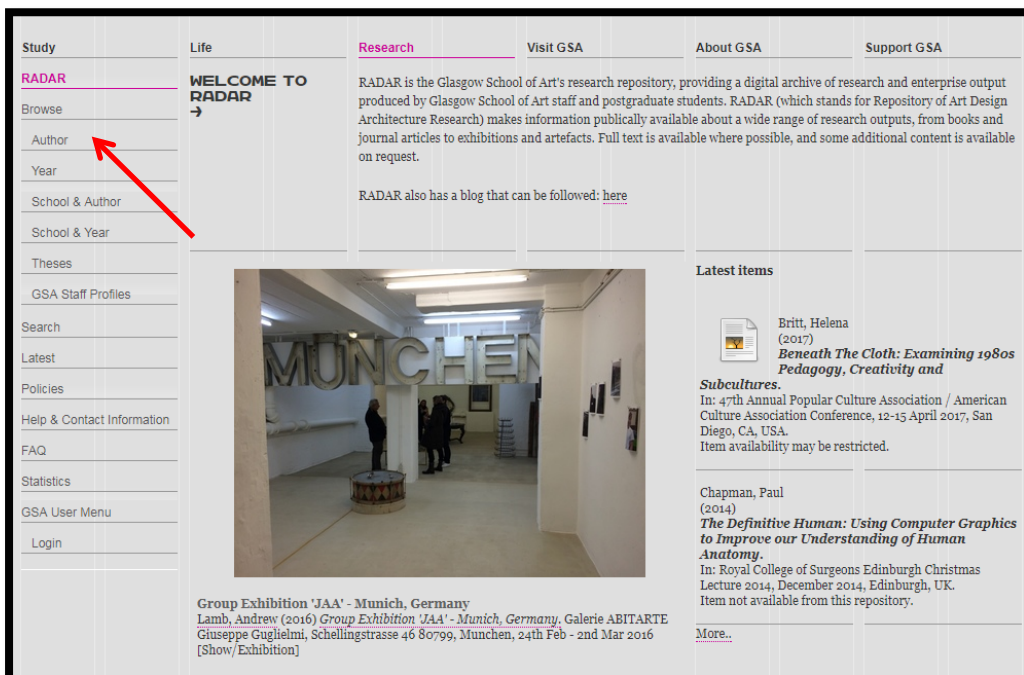 Study
Life
Research
Visit GSA
About GSA
Support GSA
RADAR
Browse
Author
Year
School & Author
School & Year
Theses
GSA Staff Profiles
Search
Latest
Policies
Help & Contact Information
FAQ
Statistics
GSA User Menu
Login
WELCOME TO
RADAR
RADAR is the Glasgow School of Art's research repository, providing a digital archive of research and enterprise output
produced by Glasgow School of Art staff and postgraduate students. RADAR (which stands for Repository of Art Design
Architecture Research) makes information publically available about a wide range of research outputs, from books and
journal articles to exhibitions and artefacts. Full text is available where possible, and some additional content is available
on request.
RADAR also has a blog that can be followed: here
MÜNCHEN
Group Exhibition 'JAA' - Munich, Germany
Lamb, Andrew (2016) Group Exhibition 'JAA' - Munich, Germany. Galerie ABITARTE
Giuseppe Guglielmi, Schellingstrasse 46 80799, Munchen, 24th Feb - 2nd Mar 2016
[Show/Exhibition]
Latest items
Britt, Helena
(2017)
Beneath The Cloth: Examining 1980s
Pedagogy, Creativity and
Subcultures.
In: 47th Annual Popular Culture Association / American
Culture Association Conference, 12-15 April 2017, San
Diego, CA, USA.
Item availability may be restricted.
Chapman, Paul
(2014)
The Definitive Human: Using Computer Graphics
to Improve our Understanding of Human
Anatomy.
In: Royal College of Surgeons Edinburgh Christmas
Lecture 2014, December 2014, Edinburgh, UK.
Item not available from this repository.
More..